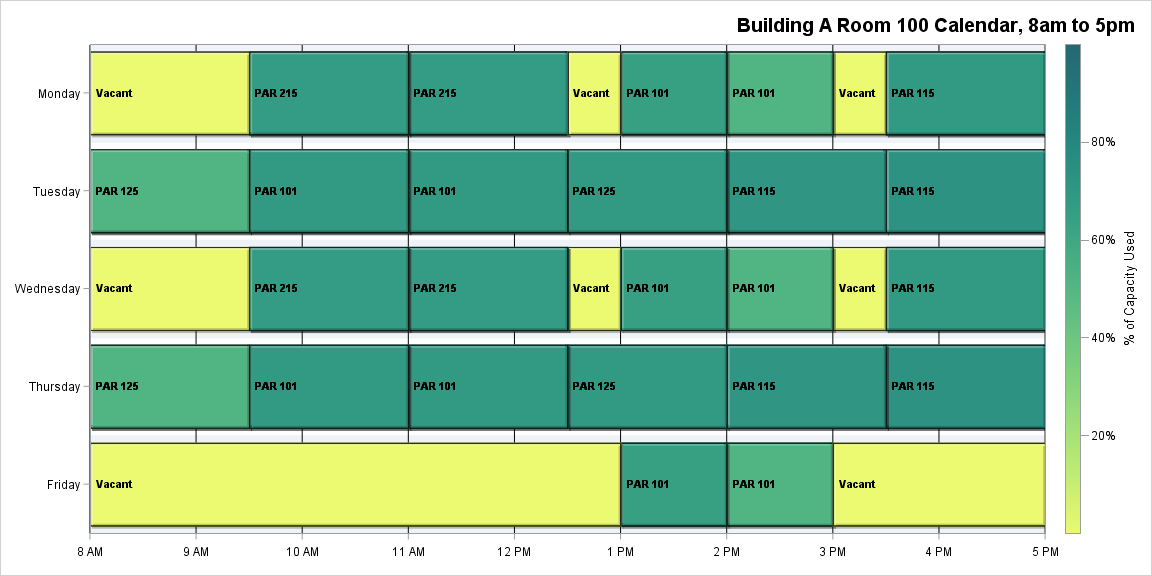 Building A Room 100 Calendar, 8am to 5pm
Monday
Vacant
PAR 215
PAR 215
Vacant
PAR 101
PAR 101
Vacant
PAR 115
Tuesday
PAR 125
PAR 101
PAR 101
PAR 125
PAR 115
PAR 115
Wednesday
Vacant
PAR 215
PAR 215
Vacant
PAR 101
PAR 101
Vacant
PAR 115
Thursday
PAR 125
PAR 101
PAR 101
PAR 125
PAR 115
PAR 115
Friday
Vacant
PAR 101
PAR 101
Vacant
8 AM
9 AM
10 AM
11 AM
12 PM
1 PM
2 PM
3 PM
4 PM
5 PM
80%
60%
40%
20%
% of Capacity Used